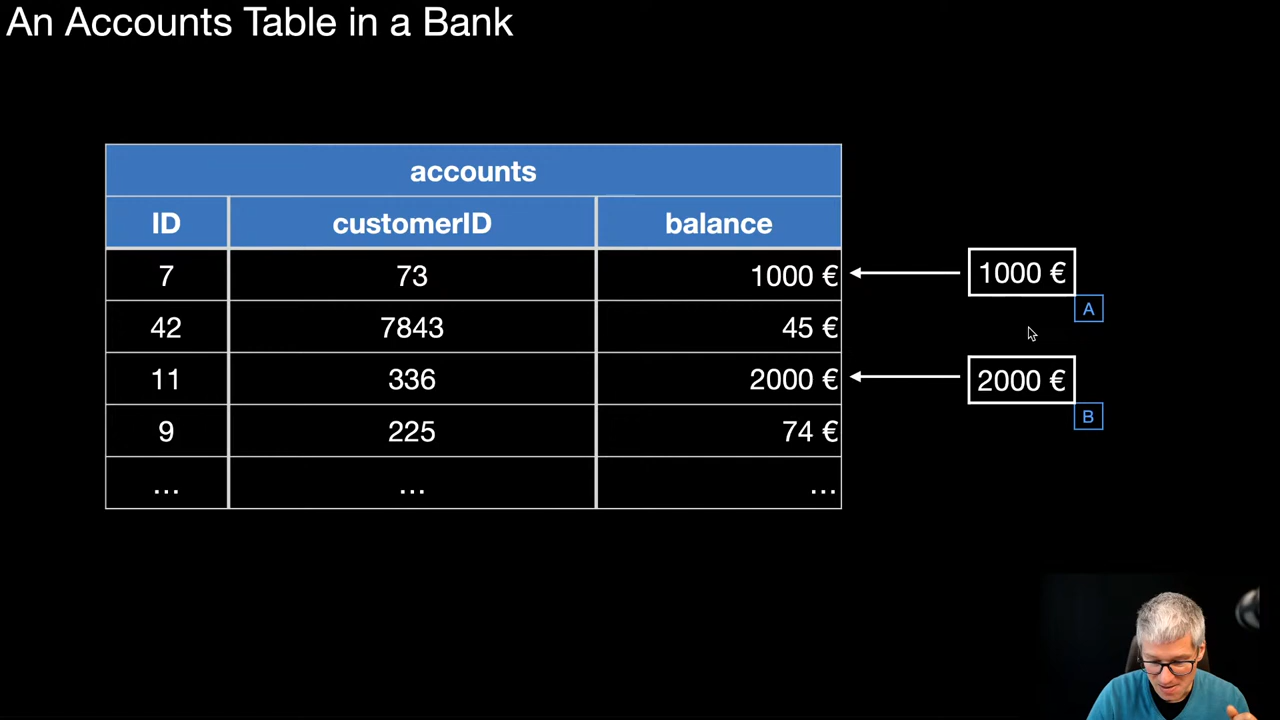 An Accounts Table in a Bank
accounts
ID customerID balance
7 73 1000 €
42 7843 45 €
11 336 2000 €
9 225 74 €
... ... ...
1000 €
A
2000 €
B